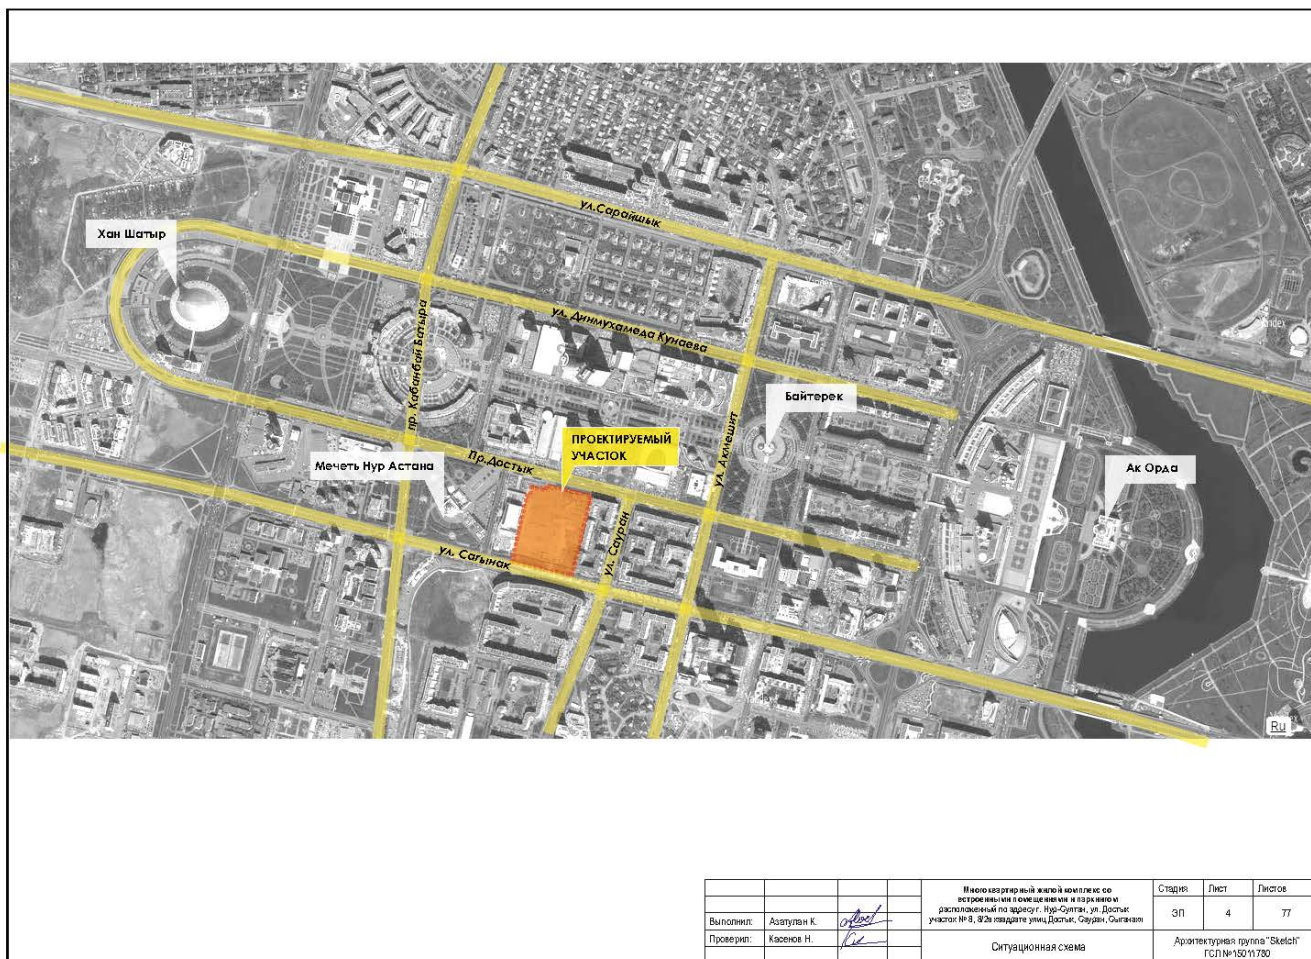 ул.Сарайшык
Хан Шатыр
ул. Динмухамеда Кунаева
пр. Кабанбай Батыра
Байтерек
ул. Акмешит
ПРОЕКТИРУЕМЫЙ
УЧАСТОК
Пр.Достык
Мечеть Нур Астана
Ак Орда
ул. Сауран
ул. Сагынак
Ru
Многоквартирный жилой комплекс со
встроенными помещениями и паркингом
расположенный по адресу г. Нур-Султан, ул. Достык
участок № 8, 8/2в квадрате улиц Достык, Сауран, Сыганак
Стадия
Лист
Листов
ЭП
4
77
Выполнил:
Азатулан К.
Проверил:
Касенов Н.
Ситуационная схема
Архитектурная группа "Sketch"
ГСЛ №15011780